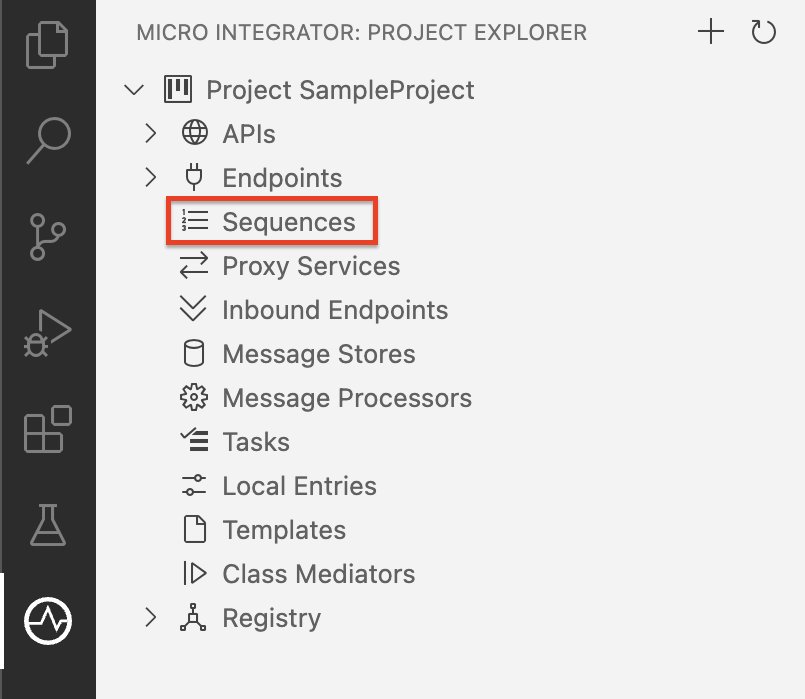 MICRO INTEGRATOR: PROJECT EXPLORER
Project SampleProject
APIs
Endpoints
Sequences
Proxy Services
Inbound Endpoints
Message Stores
Message Processors
Tasks
Local Entries
Templates
Class Mediators
Registry